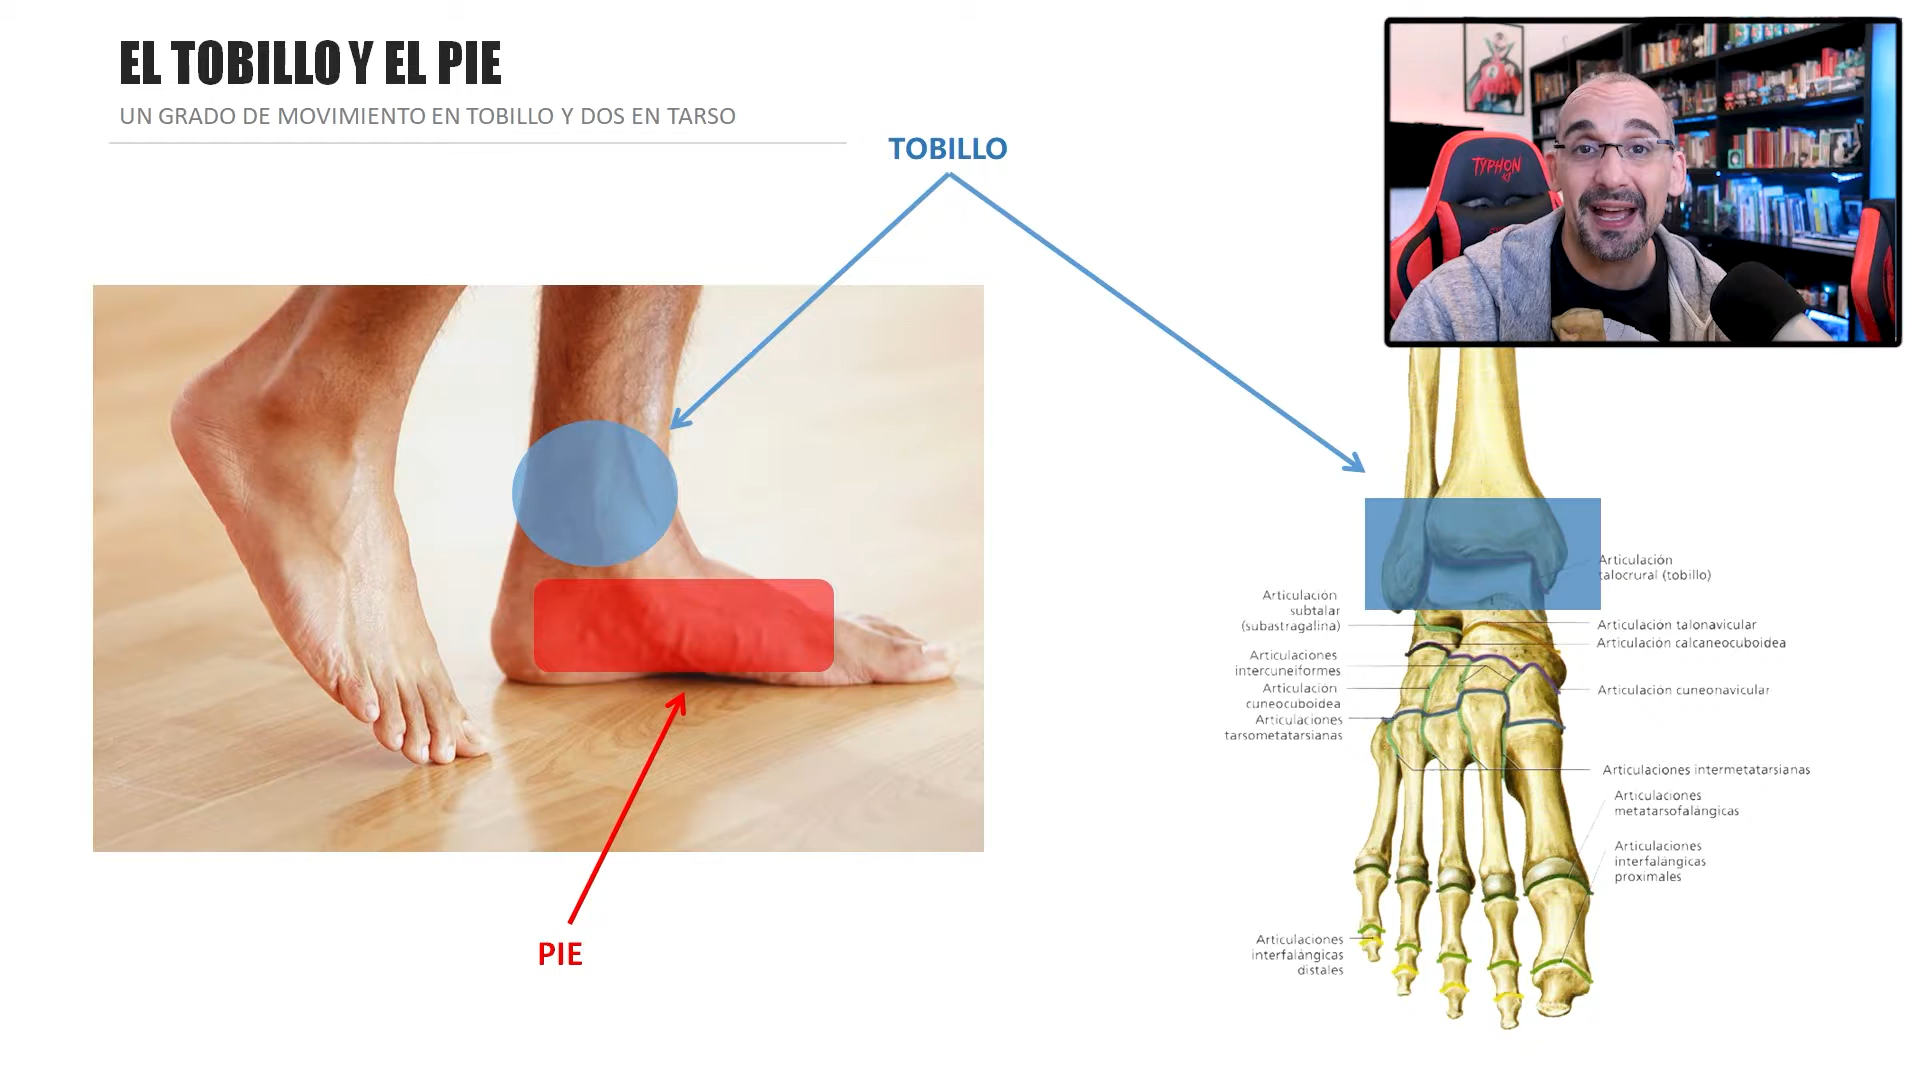 EL TOBILLO Y EL PIE
UN GRADO DE MOVIMIENTO EN TOBILLO Y DOS EN TARSO
TOBILLO
TYPHON
Articulación
talocrural (tobillo)
Articulación
subtalar
(subastragalina)
Articulación talonavicular
Articulación calcaneocuboidea
Articulaciones
intercuneiformes
Articulación
cuneocuboidea
Articulación cuneonavicular
Articulaciones
tarsometatarsianas
Articulaciones intermetatarsianas
Articulaciones
metatarsofalángicas
Articulaciones
interfalángicas
proximales
Articulaciones
interfalángicas
distales
PIE